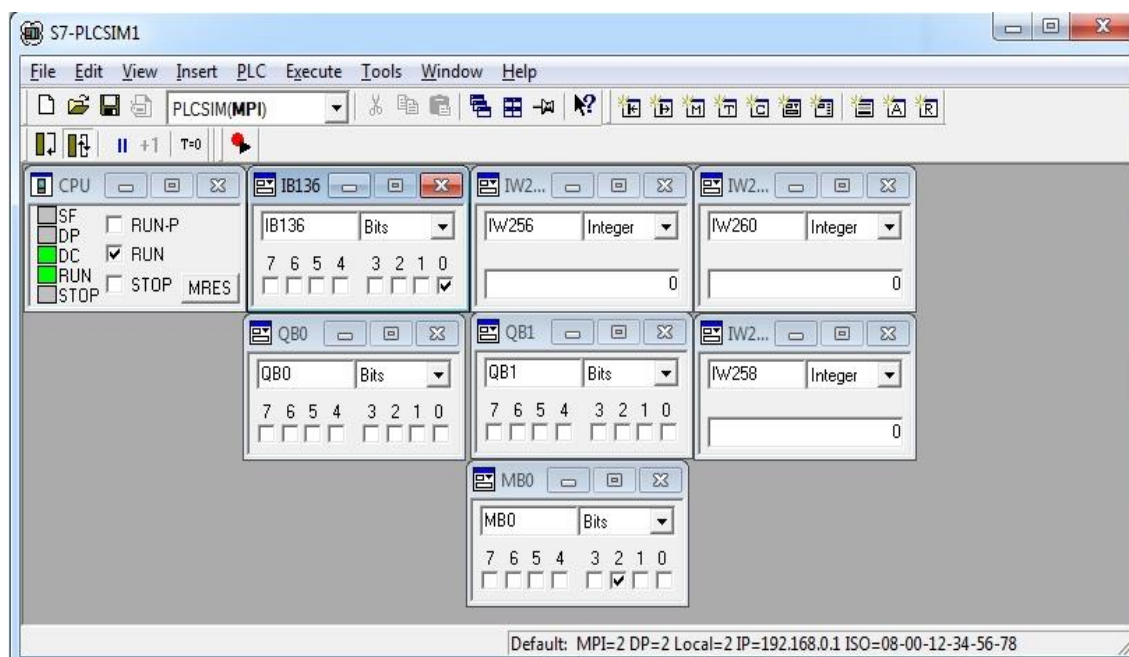 S7-PLCSIM1
File Edit View Insert PLC Execute Tools Window Help
PLCSIM(MPI)
+1 T=0
CPU
SF
DP
DC
RUN
STOP
RUN-P
RUN
STOP
MRES
IB136
IB136 Bits
7 6 5 4 3 2 1 0
IW2...
IW256 Integer
0
IW2...
IW260 Integer
0
QB0
QB0 Bits
7 6 5 4 3 2 1 0
QB1
QB1 Bits
7 6 5 4 3 2 1 0
IW2...
IW258 Integer
0
MB0
MB0 Bits
7 6 5 4 3 2 1 0
Default: MPI=2 DP=2 Local=2 IP=192.168.0.1 ISO=08-00-12-34-56-78